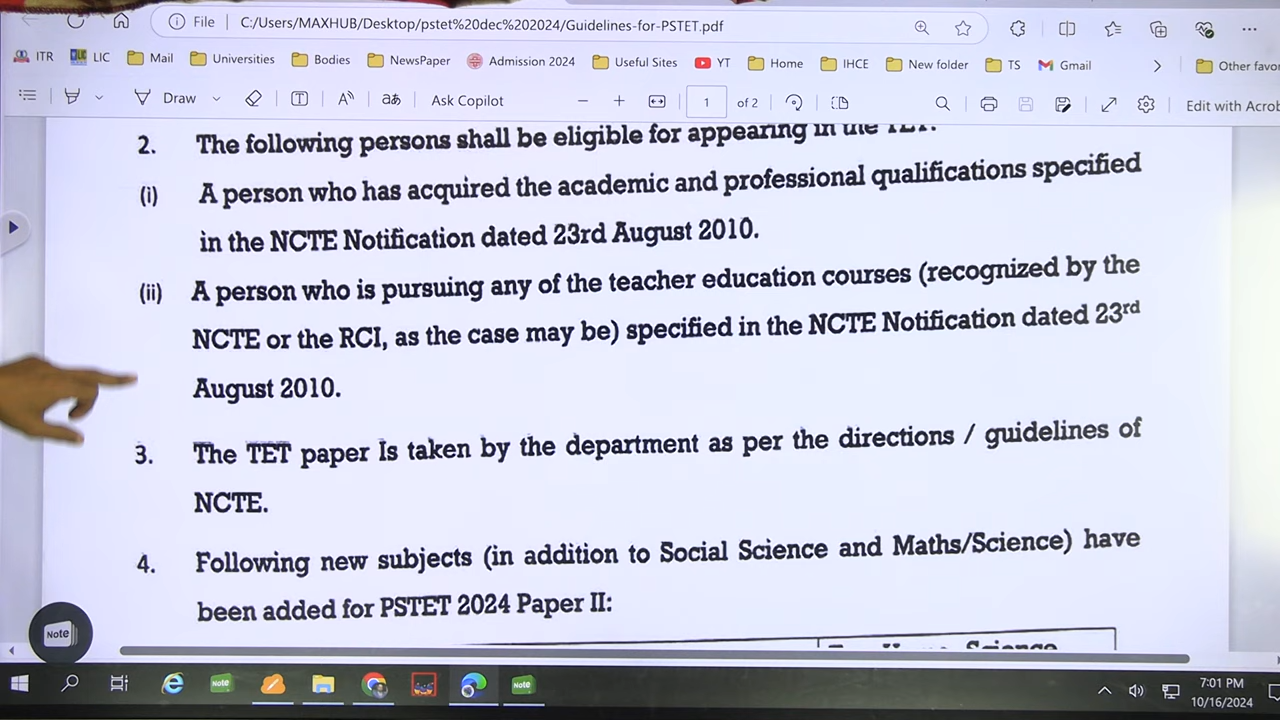 File C:/Users/MAXHUB/Desktop/pstet%20dec%202024/Guidelines-for-PSTET.pdf
ITR LIC Mail Universities Bodies NewsPaper Admission 2024 Useful Sites YT Home IHCE New folder TS Gmail Other favor
Draw Ask Copilot 1 of 2 Edit with Acrob
2. The following persons shall be eligible for appearing in the TET.
(i) A person who has acquired the academic and professional qualifications specified
in the NCTE Notification dated 23rd August 2010.
(ii) A person who is pursuing any of the teacher education courses (recognized by the
NCTE or the RCI, as the case may be) specified in the NCTE Notification dated 23rd
August 2010.
3. The TET paper Is taken by the department as per the directions / guidelines of
NCTE.
4. Following new subjects (in addition to Social Science and Maths/Science) have
been added for PSTET 2024 Paper II:
Science
Note
Note Note
7:01 PM
10/16/2024